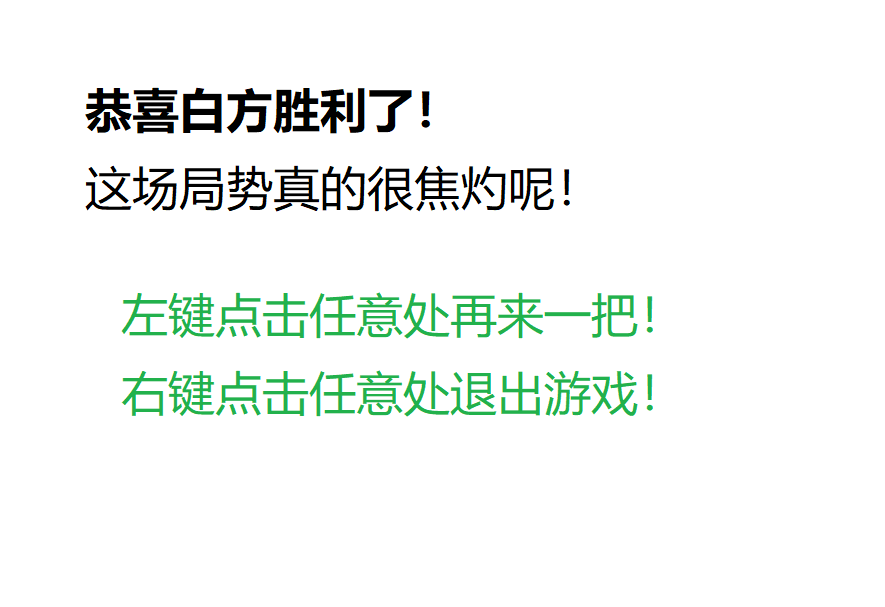 恭喜白方胜利了！
这场局势真的很焦灼呢！
左键点击任意处再来一把！
右键点击任意处退出游戏！